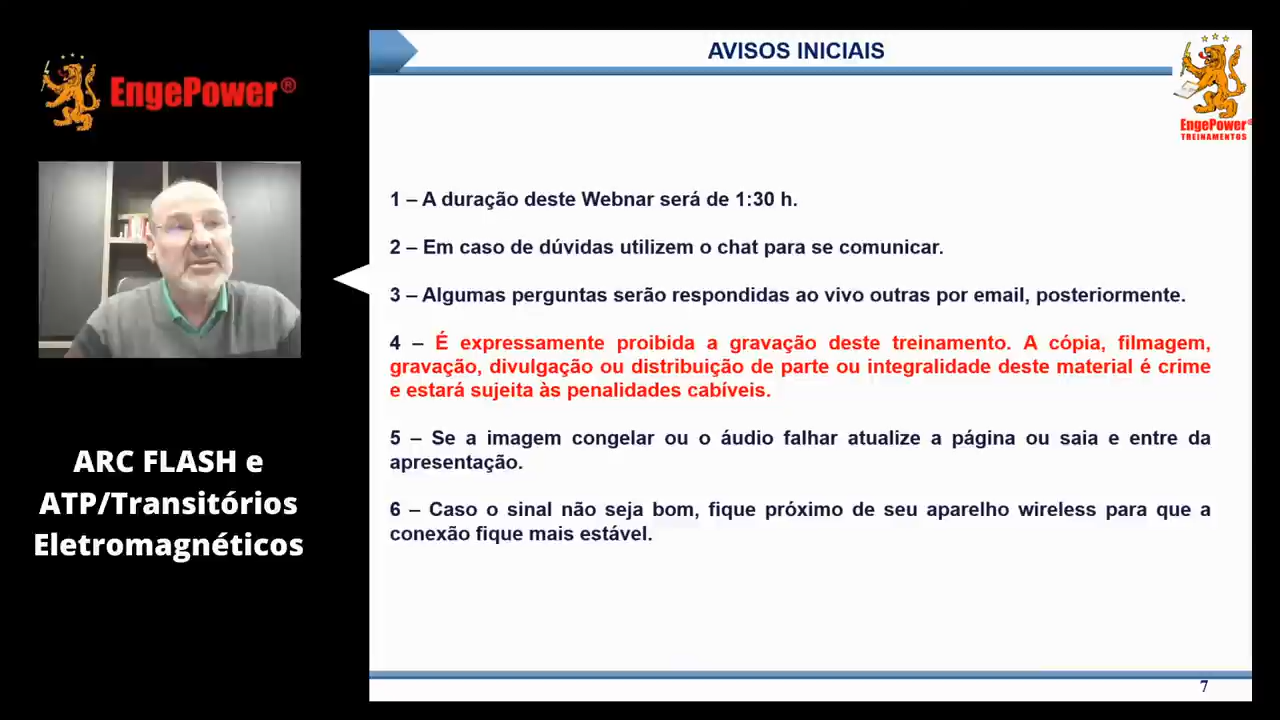 EngePower®
ARC FLASH e
ATP/Transitórios
Eletromagnéticos
AVISOS INICIAIS
EngePower®
TREINAMENTOS
1 – A duração deste Webnar será de 1:30 h.
2 – Em caso de dúvidas utilizem o chat para se comunicar.
3 – Algumas perguntas serão respondidas ao vivo outras por email, posteriormente.
4 – É expressamente proibida a gravação deste treinamento. A cópia, filmagem,
gravação, divulgação ou distribuição de parte ou integralidade deste material é crime
e estará sujeita às penalidades cabíveis.
5 – Se a imagem congelar ou o áudio falhar atualize a página ou saia e entre da
apresentação.
6 – Caso o sinal não seja bom, fique próximo de seu aparelho wireless para que a
conexão fique mais estável.
7